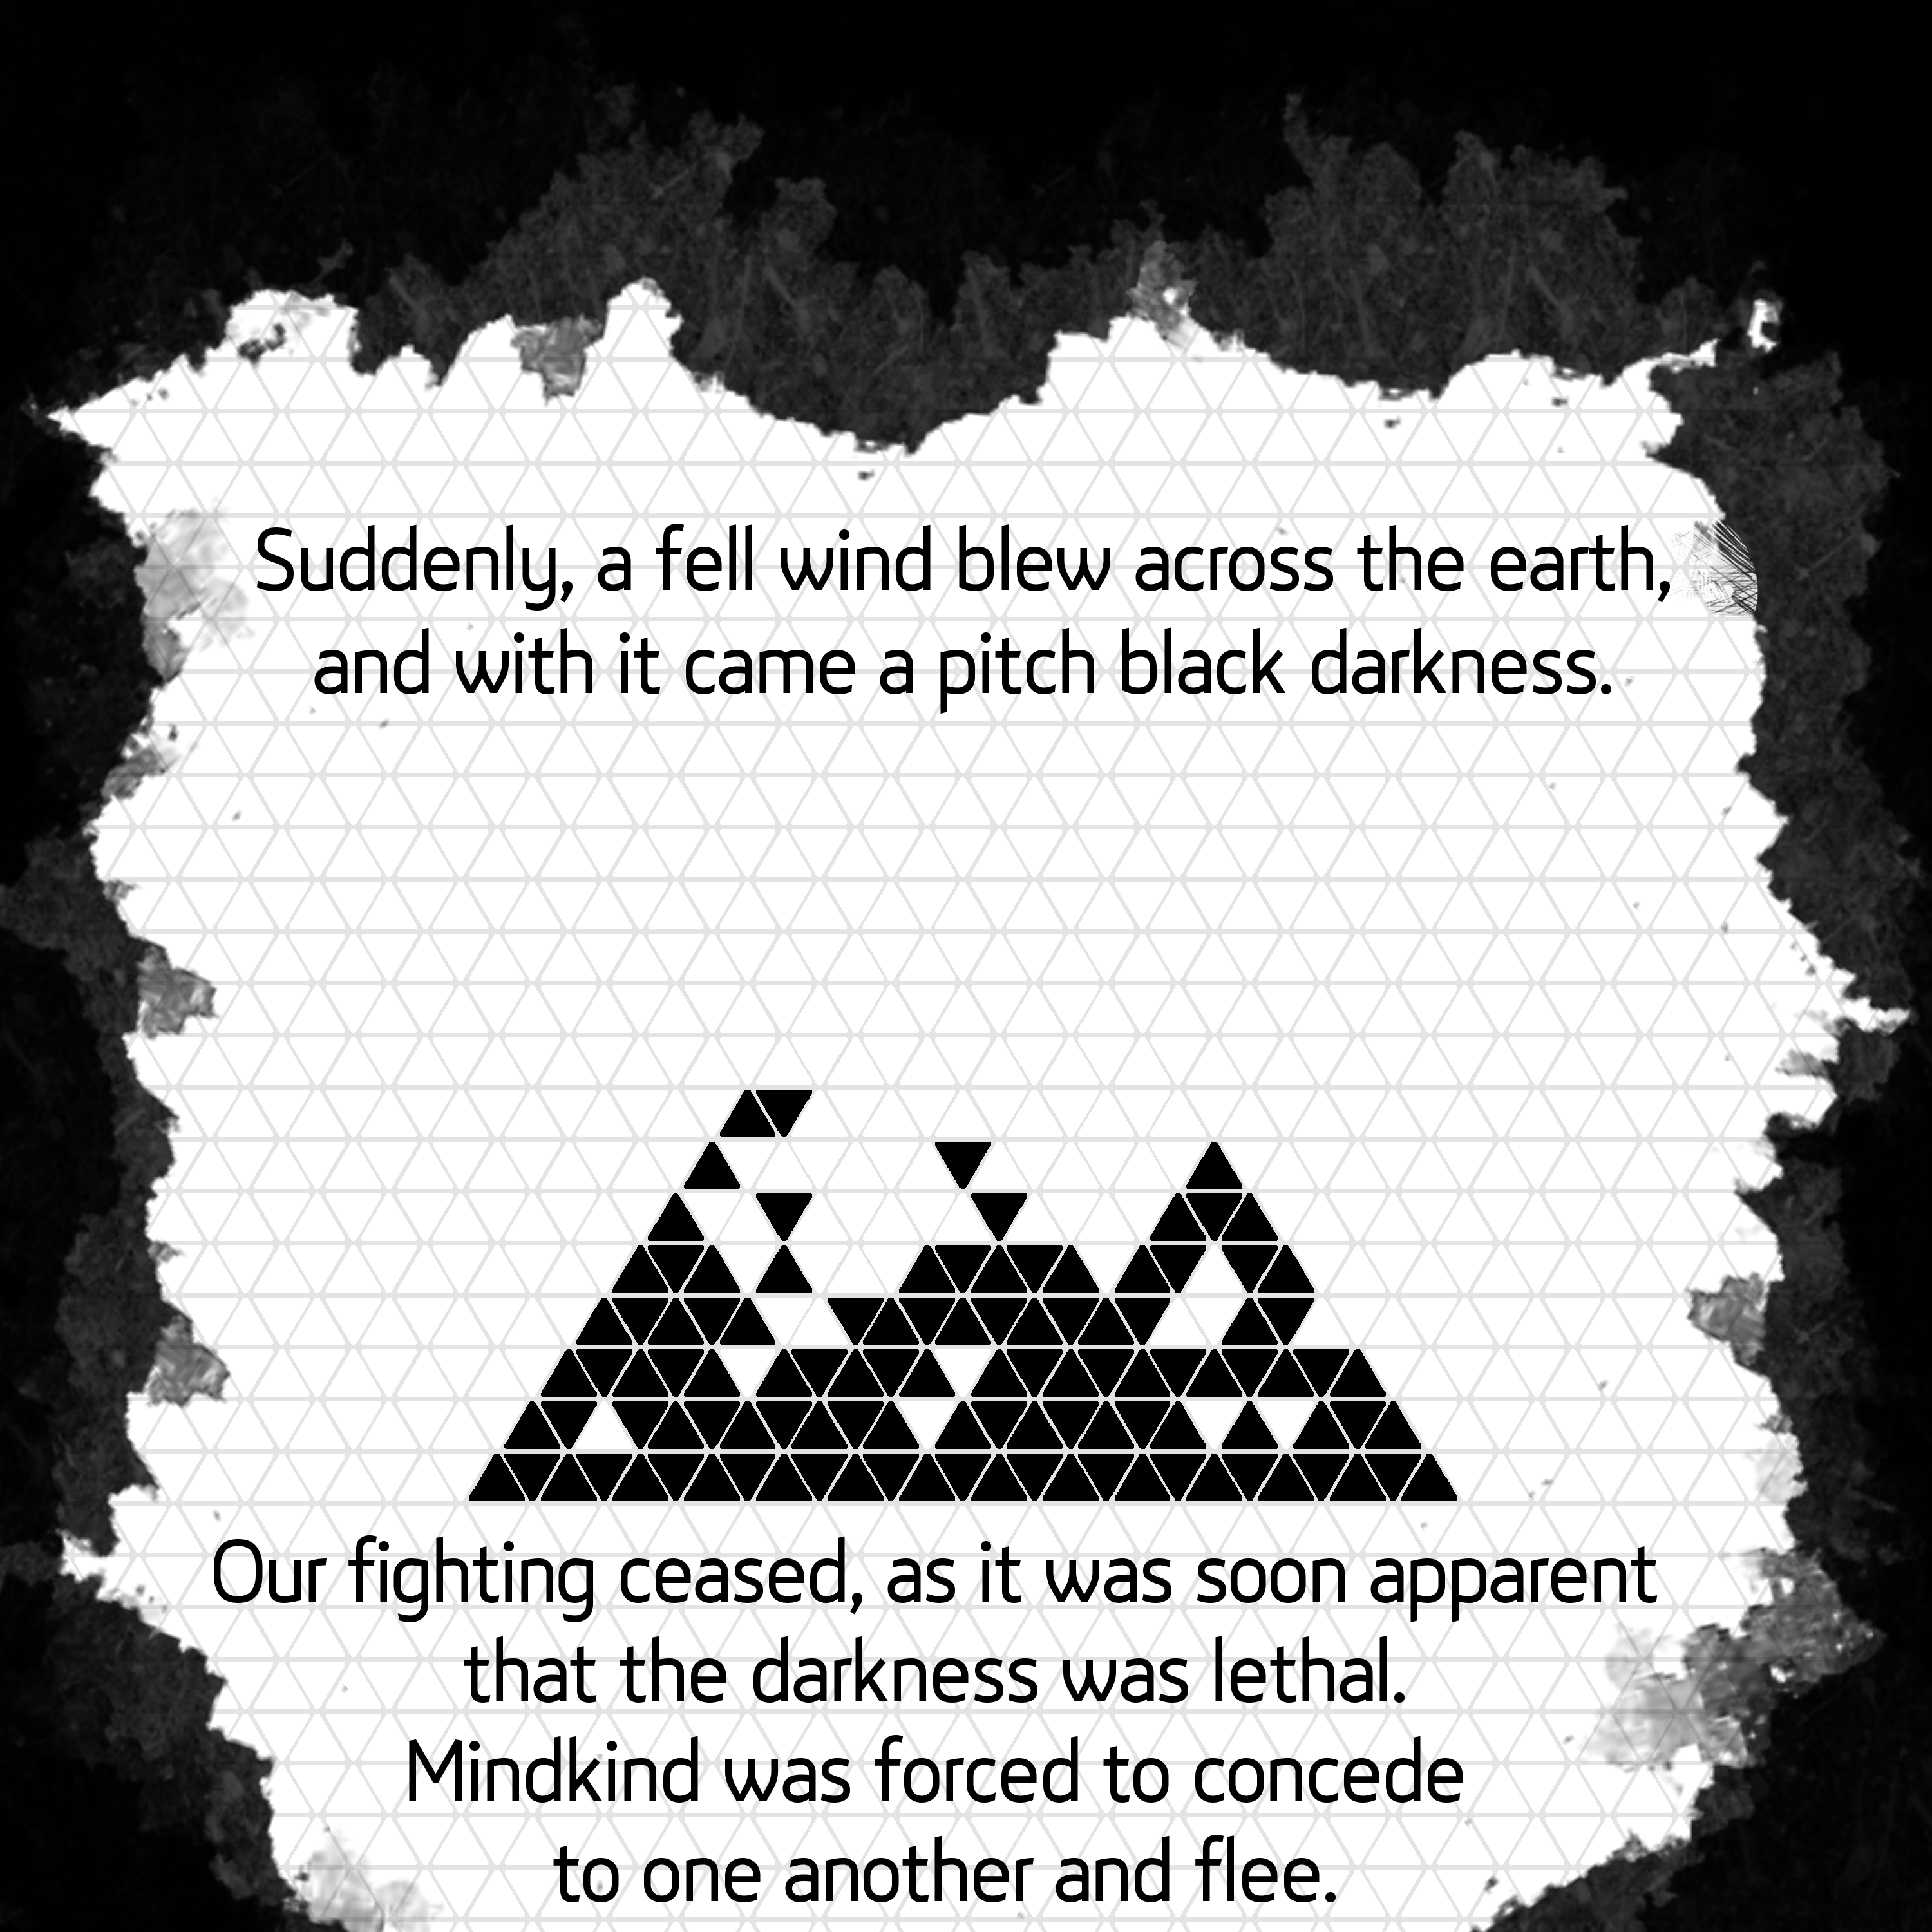 Suddenly, a fell wind blew across the earth,
and with it came a pitch black darkness.
Our fighting ceased, as it was soon apparent
that the darkness was lethal.
Mindkind was forced to concede
to one another and flee.